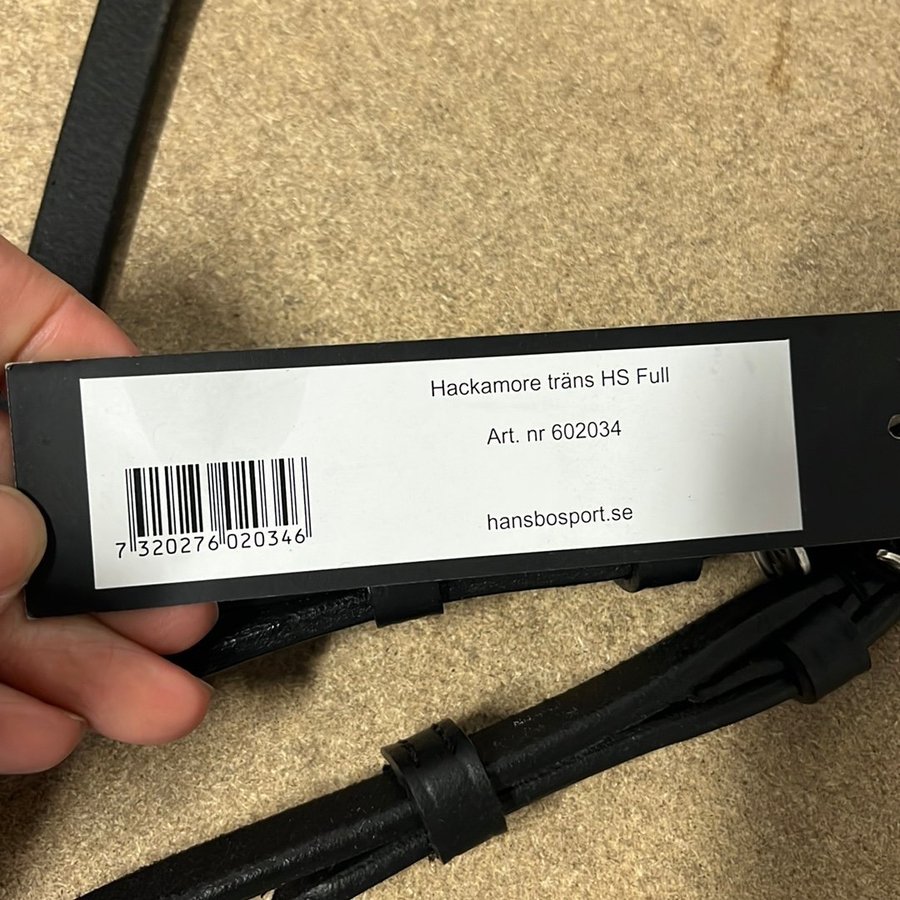 Hackamore träns HS Full
Art. nr 602034
hansbosport.se
7 320276 020346